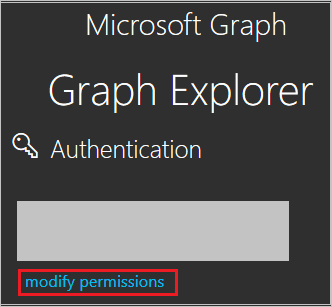 Microsoft Graph
Graph Explorer
Authentication
modify permissions